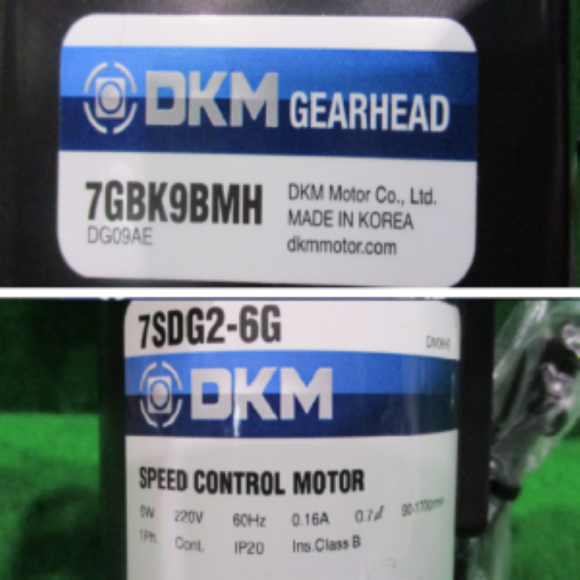 DKM GEARHEAD
7GBK9BMH
DG09AE
DKM Motor Co., Ltd.
MADE IN KOREA
dkmmotor.com
7SDG2-6G
DKM
SPEED CONTROL MOTOR
6W 220V 60Hz 0.16A
1Ph Cont. IP20 Ins.Class B